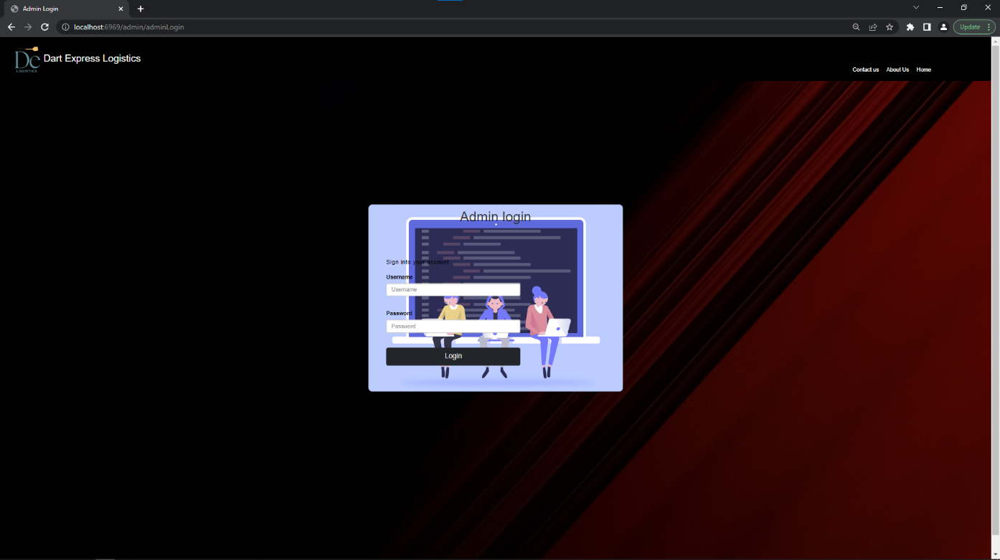 Admin Login
localhost:6969/admin/adminLogin
Update
De
LOGISTICS
Dart Express Logistics
Contact us About Us Home
Admin login
Sign into your account
Username
Username
Password
Password
Login